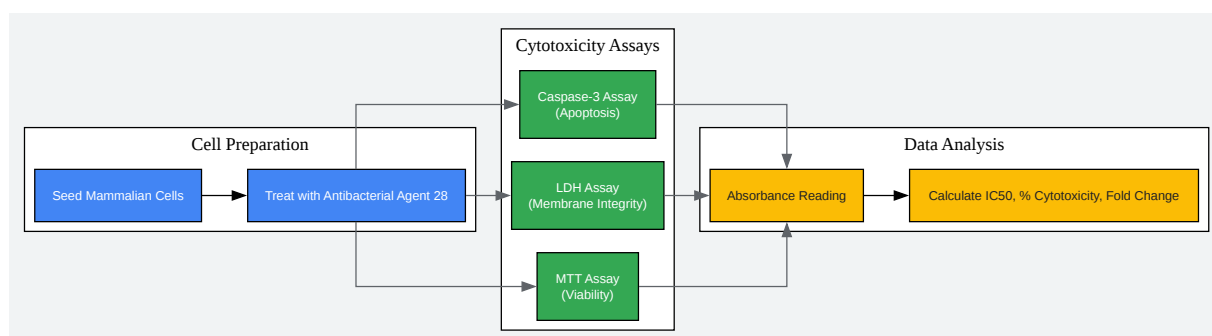 Cell Preparation
Seed Mammalian Cells
Treat with Antibacterial Agent 28
Cytotoxicity Assays
Caspase-3 Assay
(Apoptosis)
LDH Assay
(Membrane Integrity)
MTT Assay
(Viability)
Data Analysis
Absorbance Reading
Calculate IC50, % Cytotoxicity, Fold Change